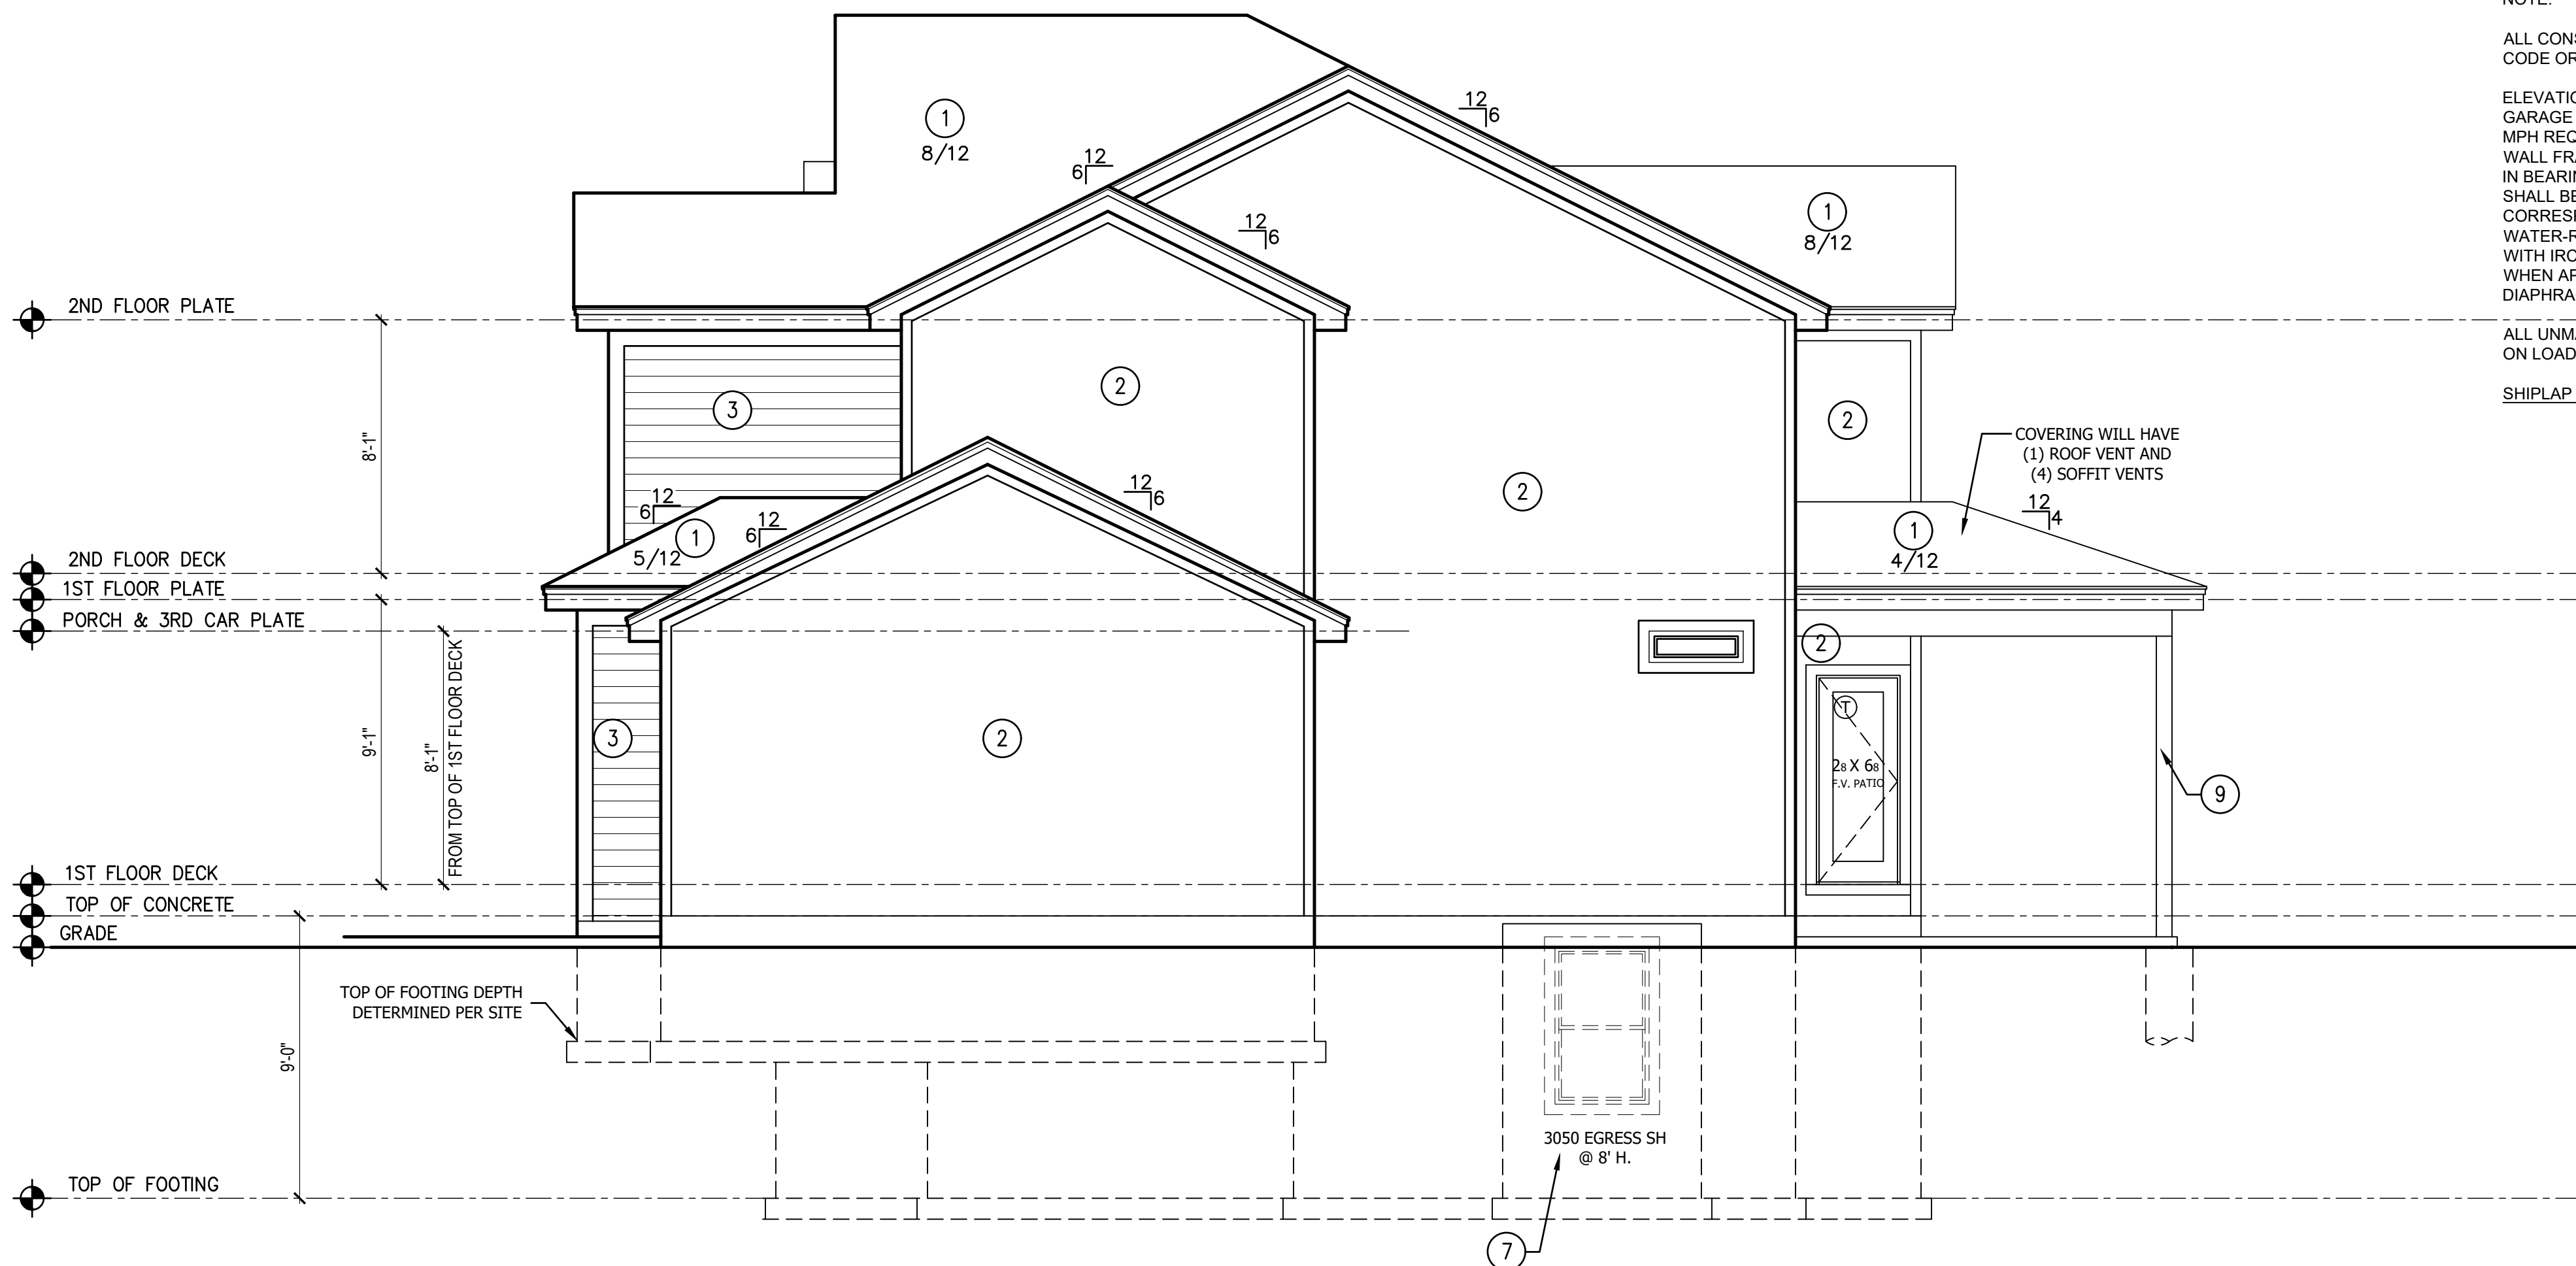 NOTE:
ALL CONS
CODE OR
ELEVATIO
GARAGE
MPH REQ
WALL FRA
IN BEARIN
SHALL BE
CORRES
WATER-R
WITH IRC
WHEN AP
DIAPHRA
ALL UNMA
ON LOAD
SHIPLAP
1
8/12
12
6
12
6
12
6
1
8/12
2ND FLOOR PLATE
8'-1"
3
2
2
2
COVERING WILL HAVE
(1) ROOF VENT AND
(4) SOFFIT VENTS
12
4
1
4/12
12
6
12
6
12
6
1
5/12
2ND FLOOR DECK
1ST FLOOR PLATE
PORCH & 3RD CAR PLATE
9'-1"
8'-1"
FROM TOP OF 1ST FLOOR DECK
3
2
2
T
28 X 68
F.V. PATIO
9
1ST FLOOR DECK
TOP OF CONCRETE
GRADE
TOP OF FOOTING DEPTH
DETERMINED PER SITE
9'-0"
3050 EGRESS SH
@ 8' H.
TOP OF FOOTING
7